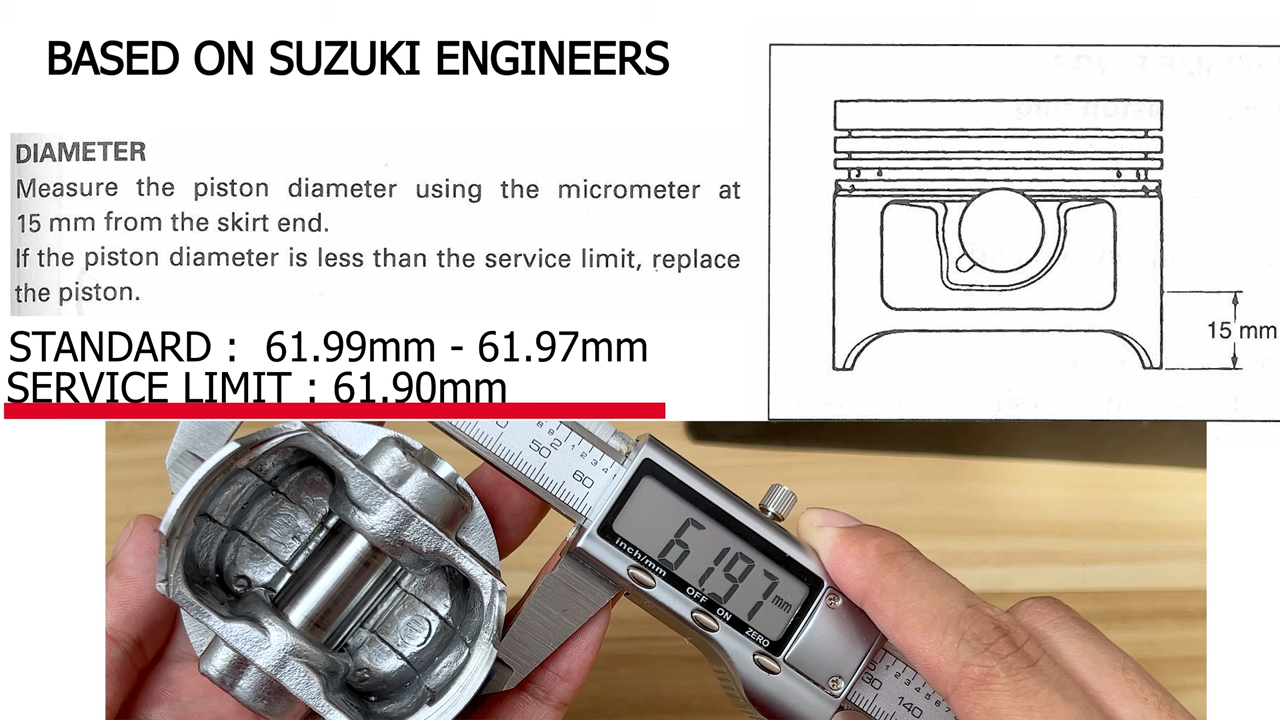 BASED ON SUZUKI ENGINEERS
DIAMETER
Measure the piston diameter using the micrometer at
15 mm from the skirt end.
If the piston diameter is less than the service limit, replace
the piston.
STANDARD : 61.99mm - 61.97mm
SERVICE LIMIT : 61.90mm
15 mm
50
60
61.97 mm
inch/mm
OFF
ON
ZERO
130
140